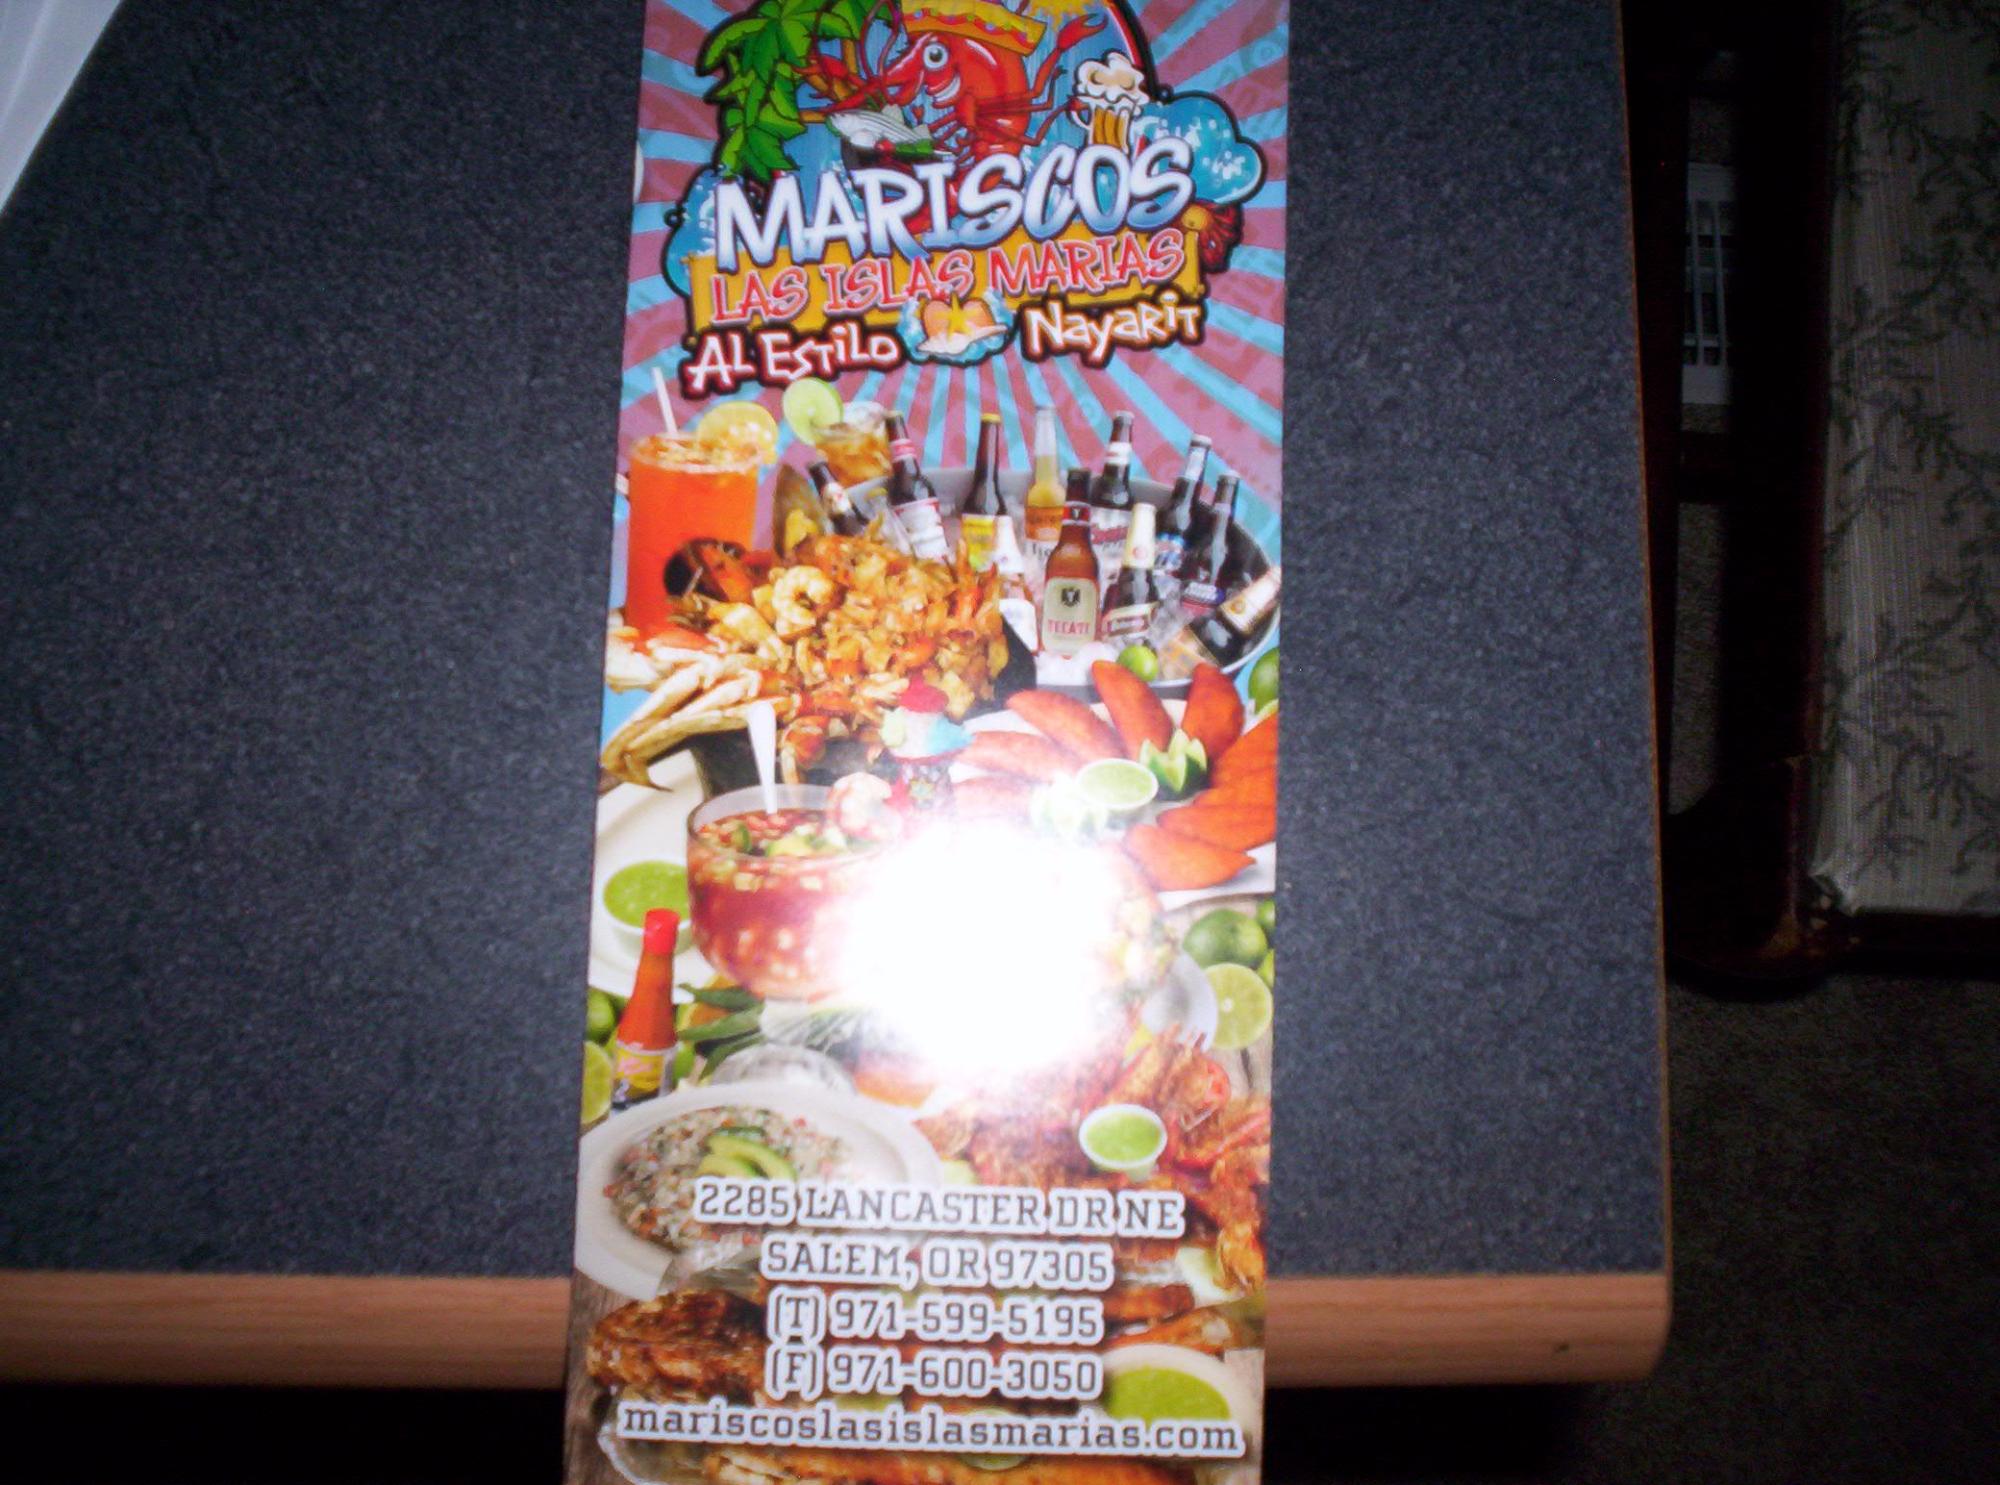 MARISCOS
LAS ISLAS MARIAS
AL ESTILO NAYARIT
TECATE
2285 LANCASTER DR NE
SALEM, OR 97305
(T) 971-599-5195
(F) 971-600-3050
mariscoslasislasmarias.com